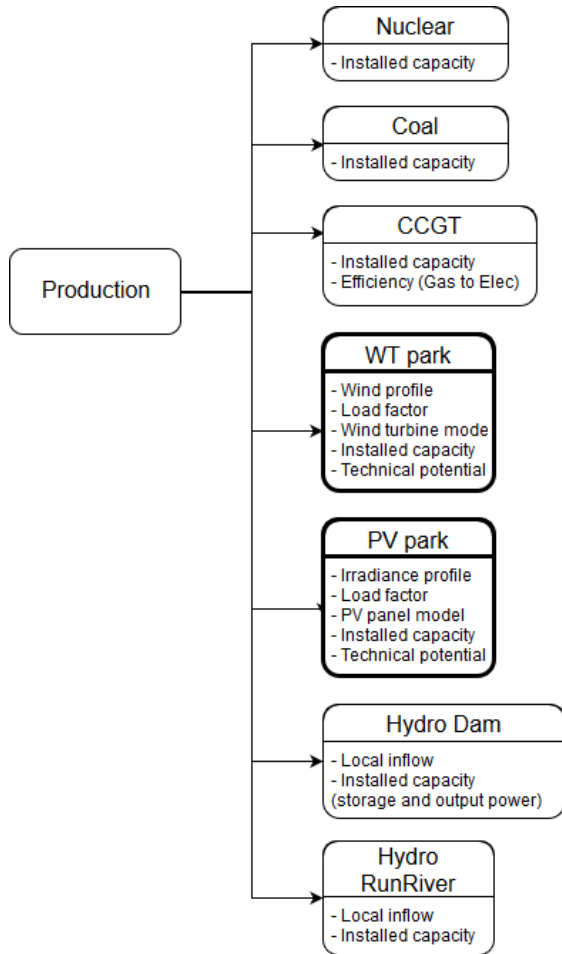 Nuclear
- Installed capacity
Coal
- Installed capacity
CCGT
- Installed capacity
- Efficiency (Gas to Elec)
Production
WT park
- Wind profile
- Load factor
- Wind turbine mode
- Installed capacity
- Technical potential
PV park
- Irradiance profile
- Load factor
- PV panel model
- Installed capacity
- Technical potential
Hydro Dam
- Local inflow
- Installed capacity
(storage and output power)
Hydro
RunRiver
- Local inflow
- Installed capacity